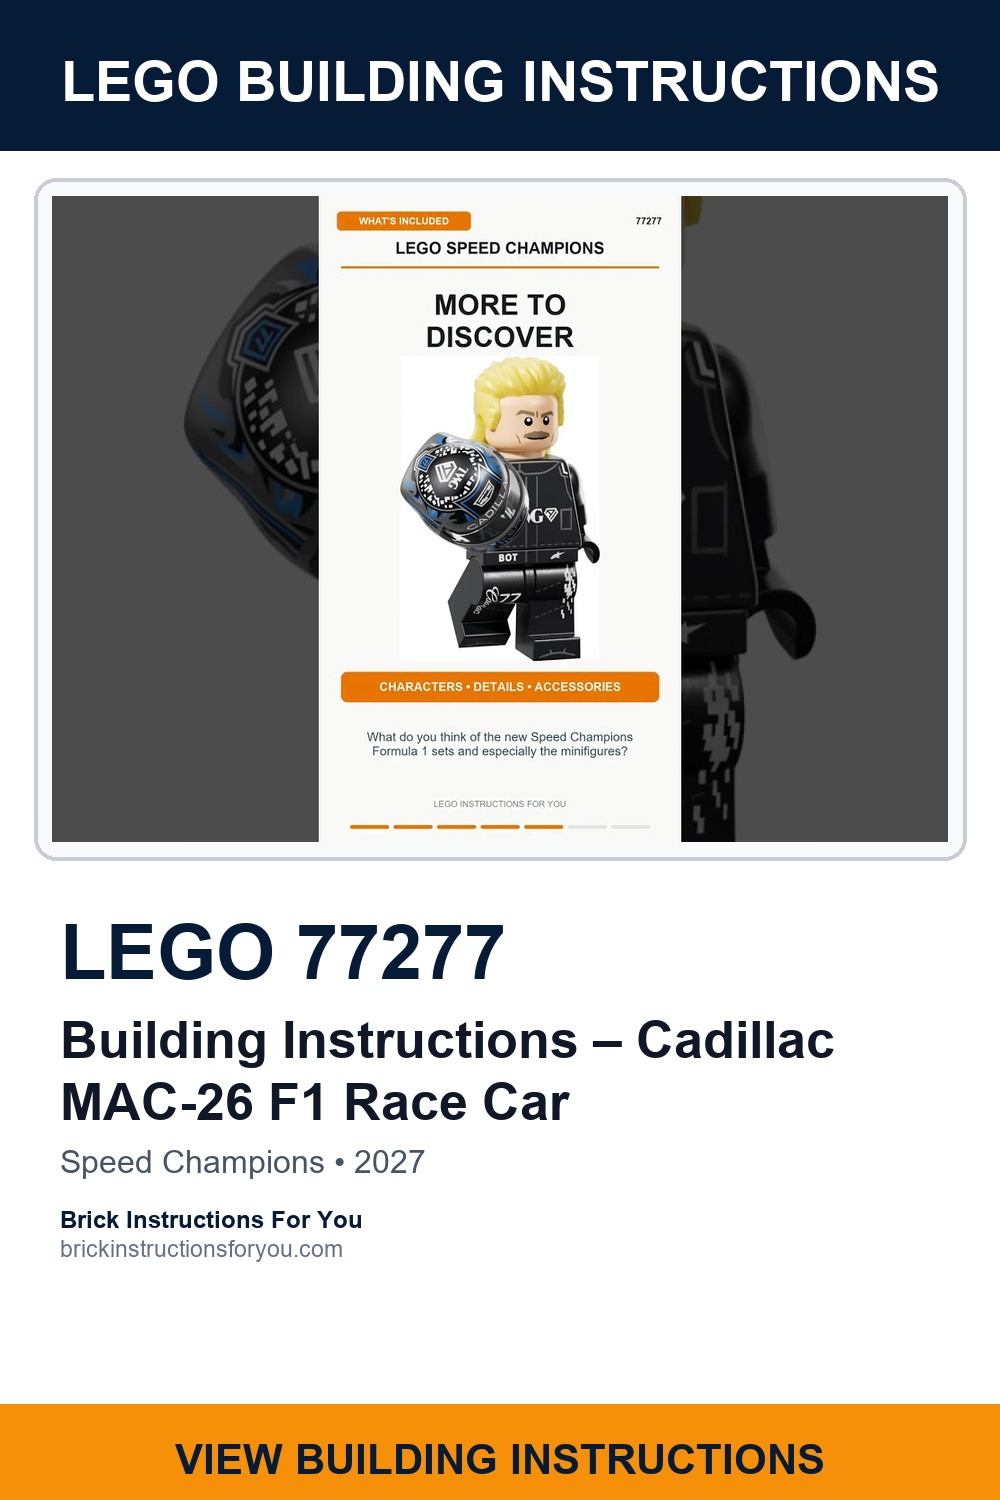 LEGO BUILDING INSTRUCTIONS
WHAT'S INCLUDED
77277
LEGO SPEED CHAMPIONS
MORE TO
DISCOVER
TWG
CADILLAC
BOT
77
CHARACTERS • DETAILS • ACCESSORIES
What do you think of the new Speed Champions
Formula 1 sets and especially the minifigures?
LEGO INSTRUCTIONS FOR YOU
LEGO 77277
Building Instructions – Cadillac
MAC-26 F1 Race Car
Speed Champions • 2027
Brick Instructions For You
brickinstructionsforyou.com
VIEW BUILDING INSTRUCTIONS